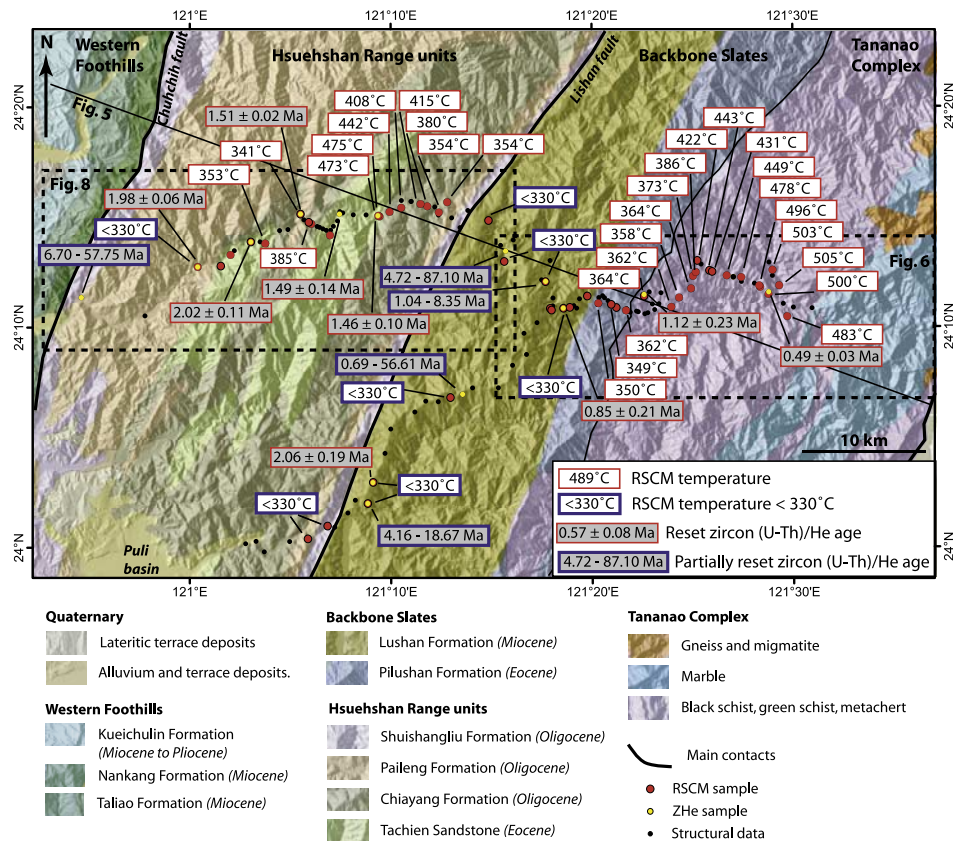 121°E
121°10'E
121°20'E
121°30'E
N
Western
Foothills
Chuhchih fault
Hsuehshan Range units
Lishan fault
Backbone Slates
Tananao
Complex
24°20'N
24°20'N
Fig. 5
1.51 ± 0.02 Ma
408°C
415°C
442°C
380°C
475°C
354°C
354°C
473°C
341°C
353°C
443°C
422°C
431°C
386°C
449°C
373°C
478°C
364°C
496°C
358°C
503°C
Fig. 8
1.98 ± 0.06 Ma
<330°C
6.70 - 57.75 Ma
385°C
1.49 ± 0.14 Ma
2.02 ± 0.11 Ma
1.46 ± 0.10 Ma
<330°C
<330°C
4.72 - 87.10 Ma
1.04 - 8.35 Ma
362°C
364°C
505°C
Fig. 6
500°C
1.12 ± 0.23 Ma
483°C
0.49 ± 0.03 Ma
24°10'N
24°10'N
362°C
349°C
350°C
<330°C
0.85 ± 0.21 Ma
0.69 - 56.61 Ma
<330°C
2.06 ± 0.19 Ma
<330°C
<330°C
4.16 - 18.67 Ma
Puli
basin
10 km
489°C RSCM temperature
<330°C RSCM temperature < 330°C
0.57 ± 0.08 Ma Reset zircon (U-Th)/He age
4.72 - 87.10 Ma Partially reset zircon (U-Th)/He age
24°N
24°N
121°E
121°10'E
121°20'E
121°30'E
Quaternary
Lateritic terrace deposits
Alluvium and terrace deposits.
Western Foothills
Kueichulin Formation
(Miocene to Pliocene)
Nankang Formation (Miocene)
Taliao Formation (Miocene)
Backbone Slates
Lushan Formation (Miocene)
Pilushan Formation (Eocene)
Hsuehshan Range units
Shuishangliu Formation (Oligocene)
Paileng Formation (Oligocene)
Chiayang Formation (Oligocene)
Tachien Sandstone (Eocene)
Tananao Complex
Gneiss and migmatite
Marble
Black schist, green schist, metachert
Main contacts
RSCM sample
ZHe sample
Structural data